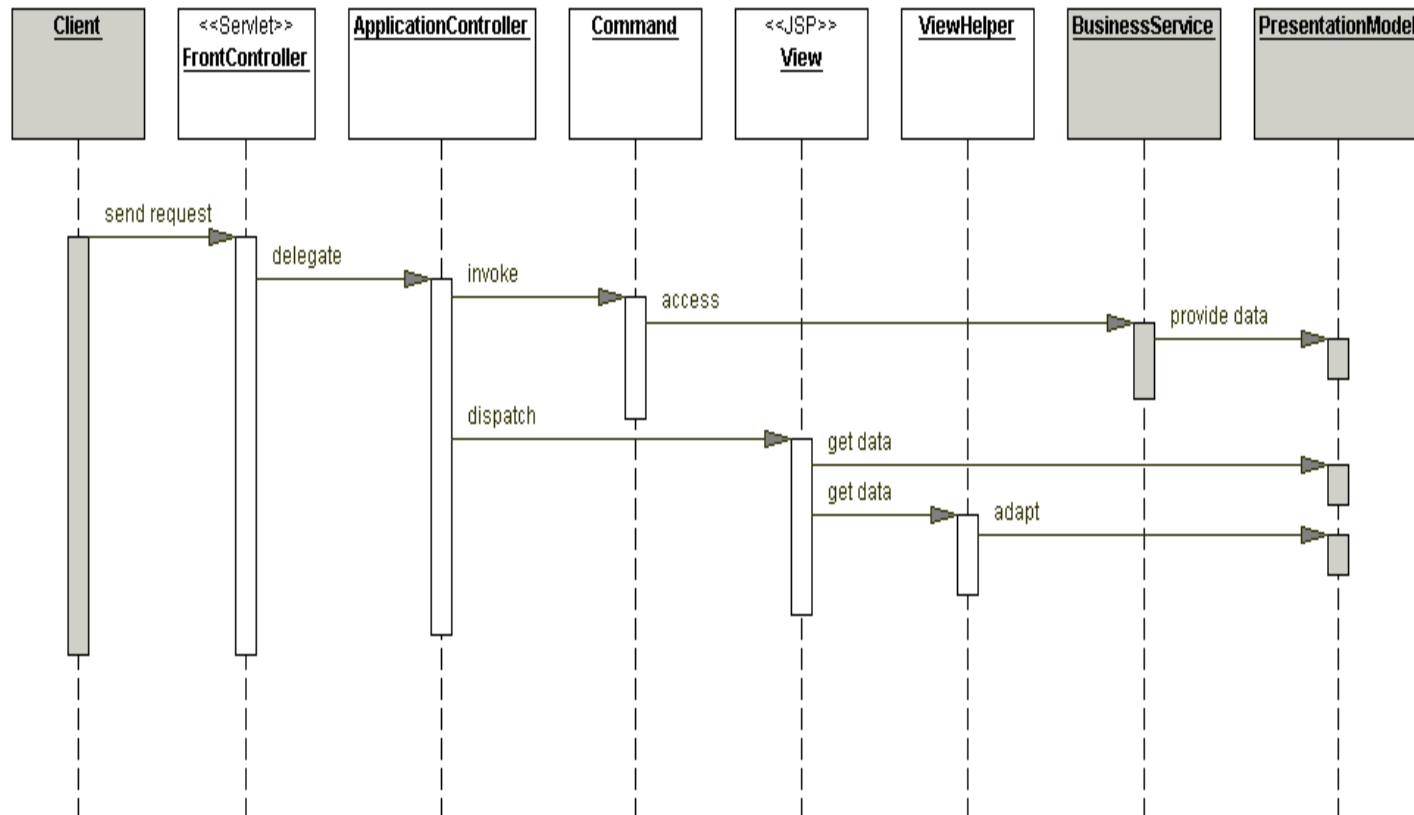 Client
<<Servlet>>
FrontController
ApplicationController
Command
<<JSP>>
View
ViewHelper
BusinessService
PresentationModel
send request
delegate
invoke
access
provide data
dispatch
get data
get data
adapt